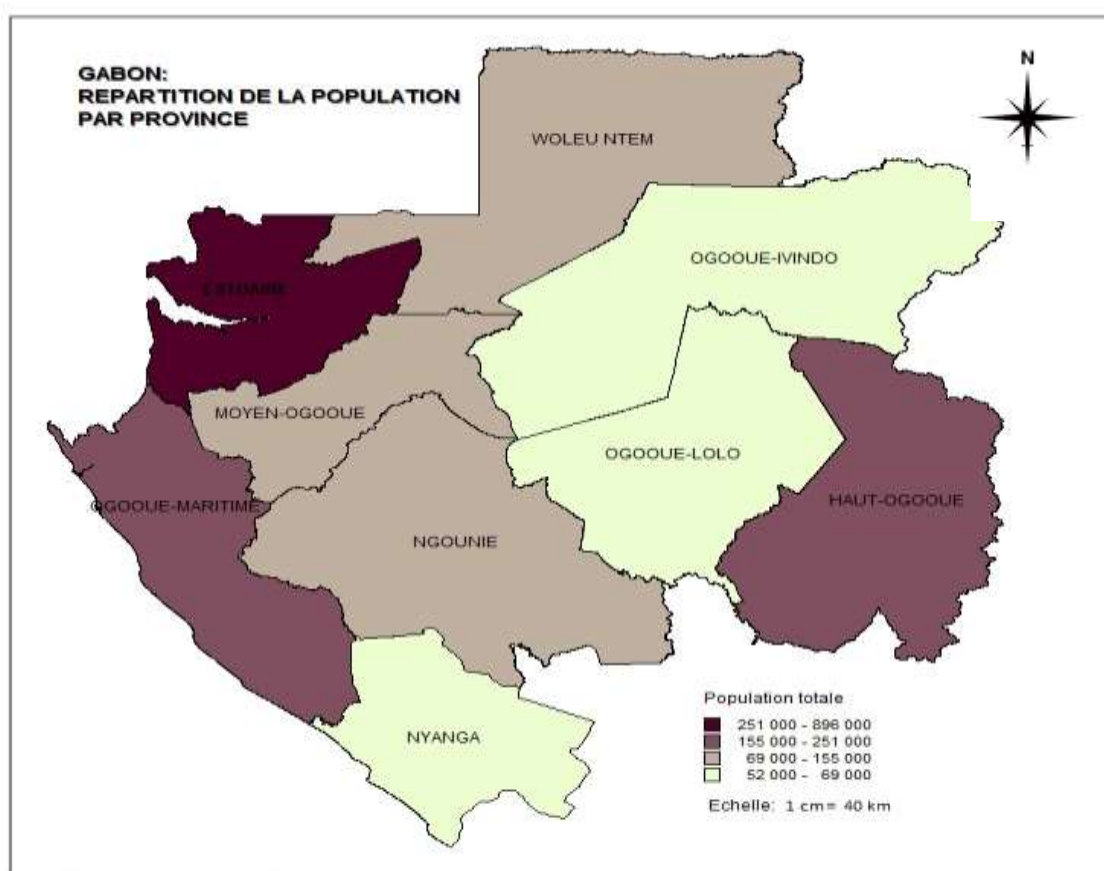 GABON:
REPARTITION DE LA POPULATION
PAR PROVINCE
N
WOLEU NTEM
OGOOUE-IVINDO
ESTUAIRE
MOYEN-OGOOUE
OGOOUE-LOLO
OGOOUE-MARITIME
HAUT-OGOOUE
NGOUNIE
NYANGA
Population totale
251 000 - 896 000
155 000 - 251 000
69 000 - 155 000
52 000 - 69 000
Echelle: 1 cm = 40 km